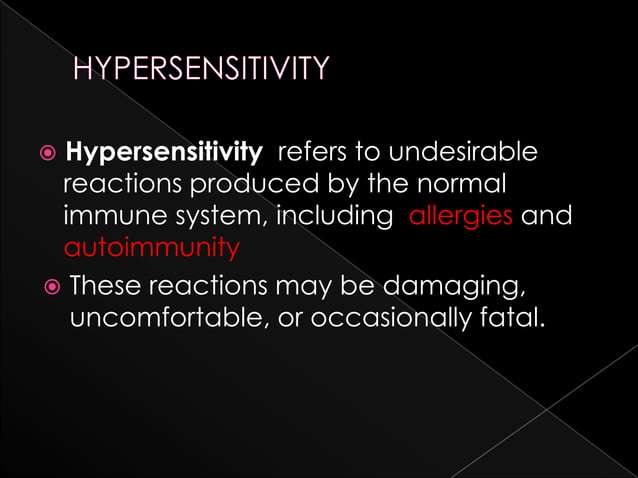 HYPERSENSITIVITY
Hypersensitivity refers to undesirable
reactions produced by the normal
immune system, including allergies and
autoimmunity
These reactions may be damaging,
uncomfortable, or occasionally fatal.